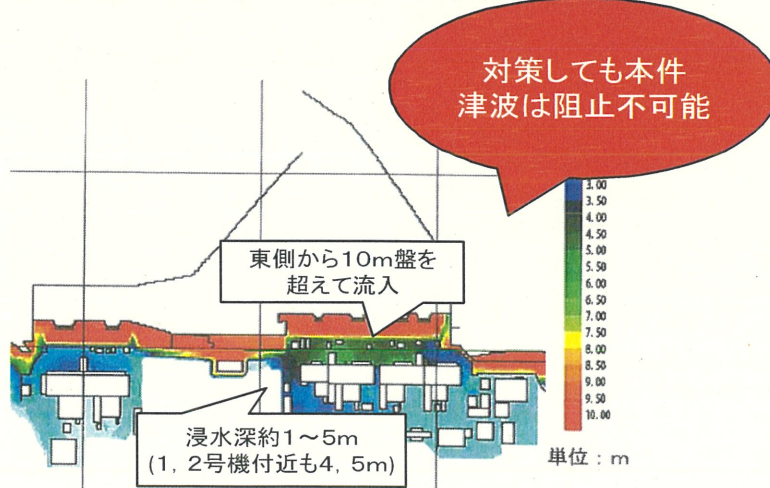 対策しても本件
津波は阻止不可能
3.00
3.50
4.00
4.50
5.00
5.50
6.00
6.50
7.00
7.50
8.00
8.50
9.00
9.50
10.00
単位：m
東側から10m盤を
超えて流入
浸水深約1～5m
(1, 2号機付近も4, 5m)